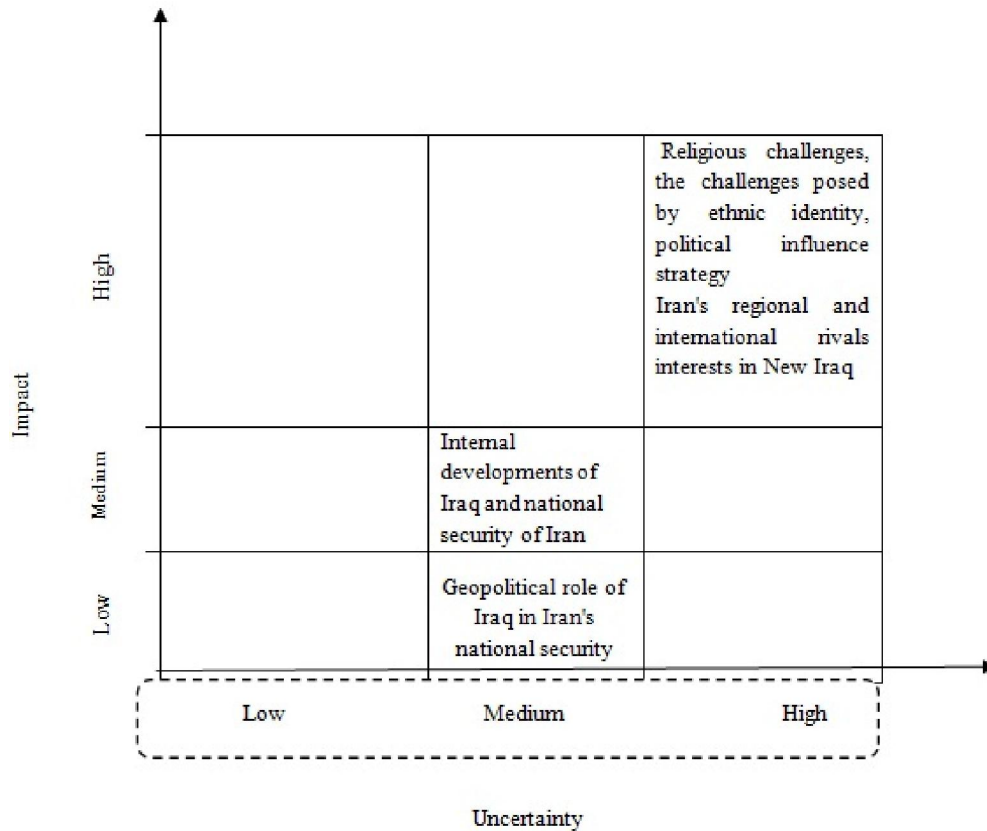 Religious challenges,
the challenges posed
by ethnic identity,
political influence
strategy
Iran's regional and
international rivals
interests in New Iraq
High
Impact
Internal
developments of
Iraq and national
security of Iran
Medium
Geopolitical role of
Iraq in Iran's
national security
Low
Low Medium High
Uncertainty